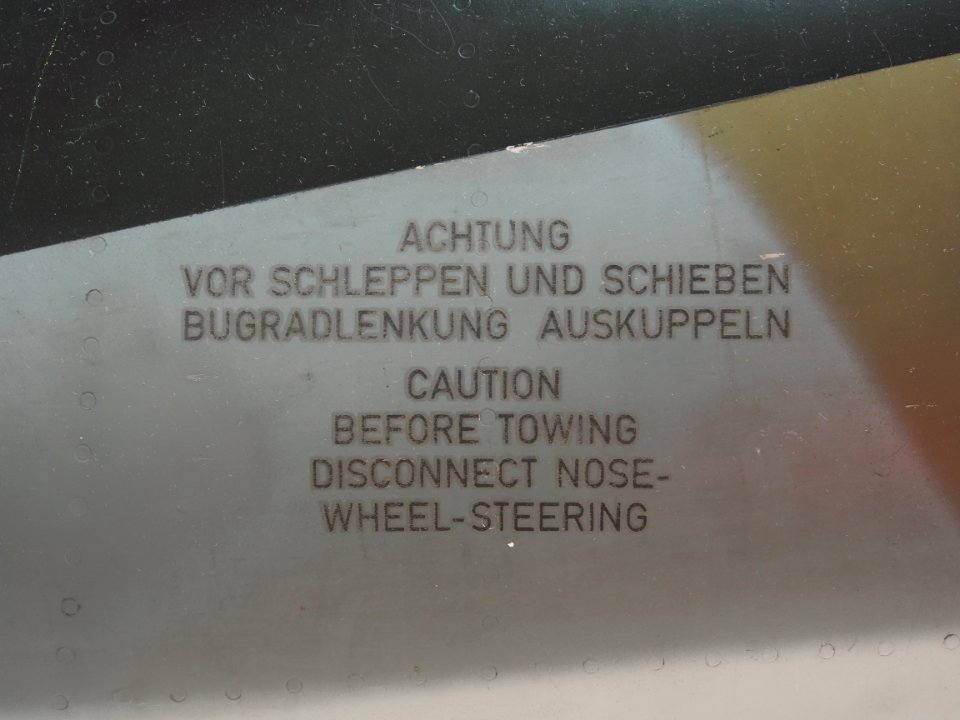 ACHTUNG
VOR SCHLEPPEN UND SCHIEBEN
BUGRADLENKUNG AUSKUPPELN
CAUTION
BEFORE TOWING
DISCONNECT NOSE-
WHEEL-STEERING